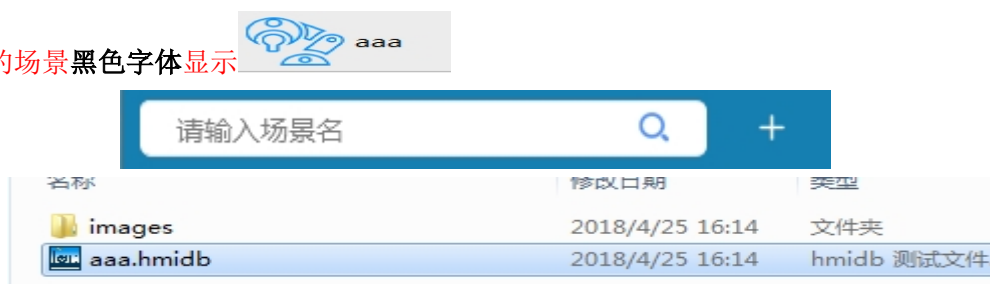 的场景黑色字体显示 aaa
请输入场景名
名称 修改日期 类型
images 2018/4/25 16:14 文件夹
aaa.hmidb 2018/4/25 16:14 hmidb 测试文件